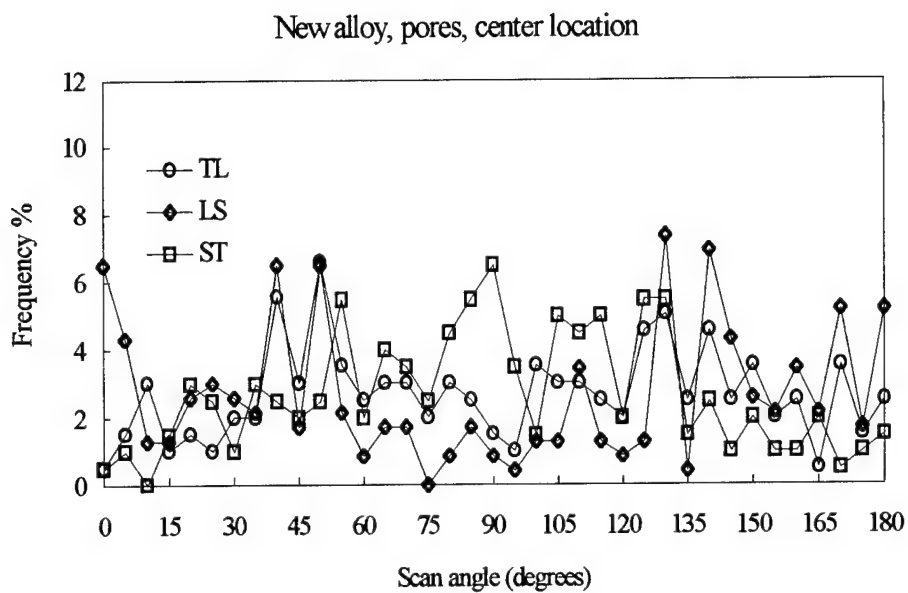 New alloy, pores, center location
12
10
8
6
4
2
0
Frequency %
TL
LS
ST
0 15 30 45 60 75 90 105 120 135 150 165 180
Scan angle (degrees)